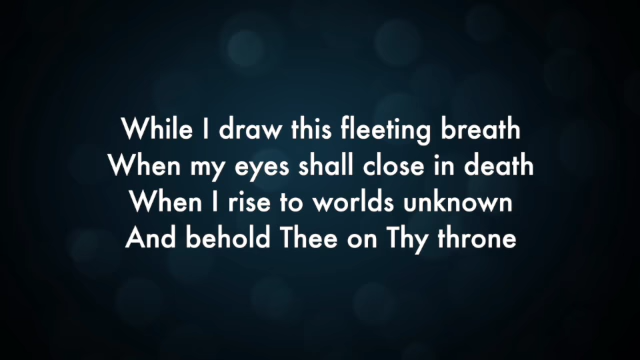 While I draw this fleeting breath
When my eyes shall close in death
When I rise to worlds unknown
And behold Thee on Thy throne